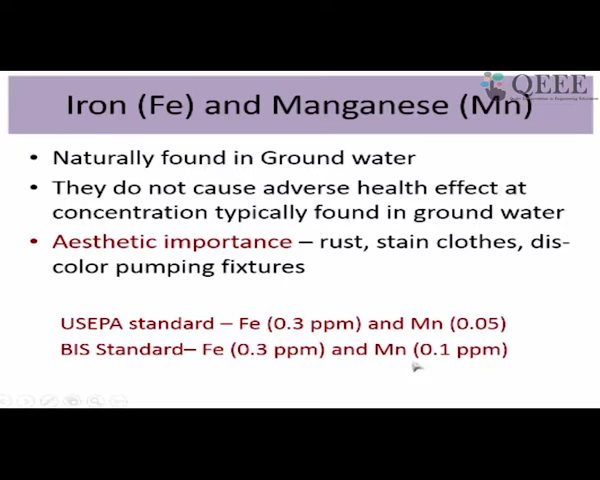 QEEE
Iron (Fe) and Manganese (Mn)
• Naturally found in Ground water
• They do not cause adverse health effect at
concentration typically found in ground water
• Aesthetic importance – rust, stain clothes, dis-
color pumping fixtures
USEPA standard – Fe (0.3 ppm) and Mn (0.05)
BIS Standard– Fe (0.3 ppm) and Mn (0.1 ppm)